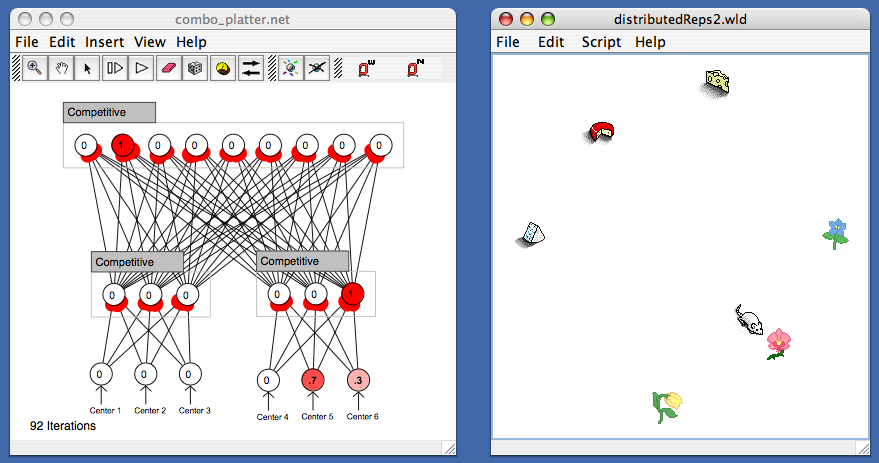 combo_platter.net
File Edit Insert View Help
W N
Competitive
0 1 0 0 0 0 0 0 0
Competitive
Competitive
0 0 0 0 0 1
0 0 0 0 .7 .3
Center 1 Center 2 Center 3 Center 4 Center 5 Center 6
92 Iterations
distributedReps2.wld
File Edit Script Help